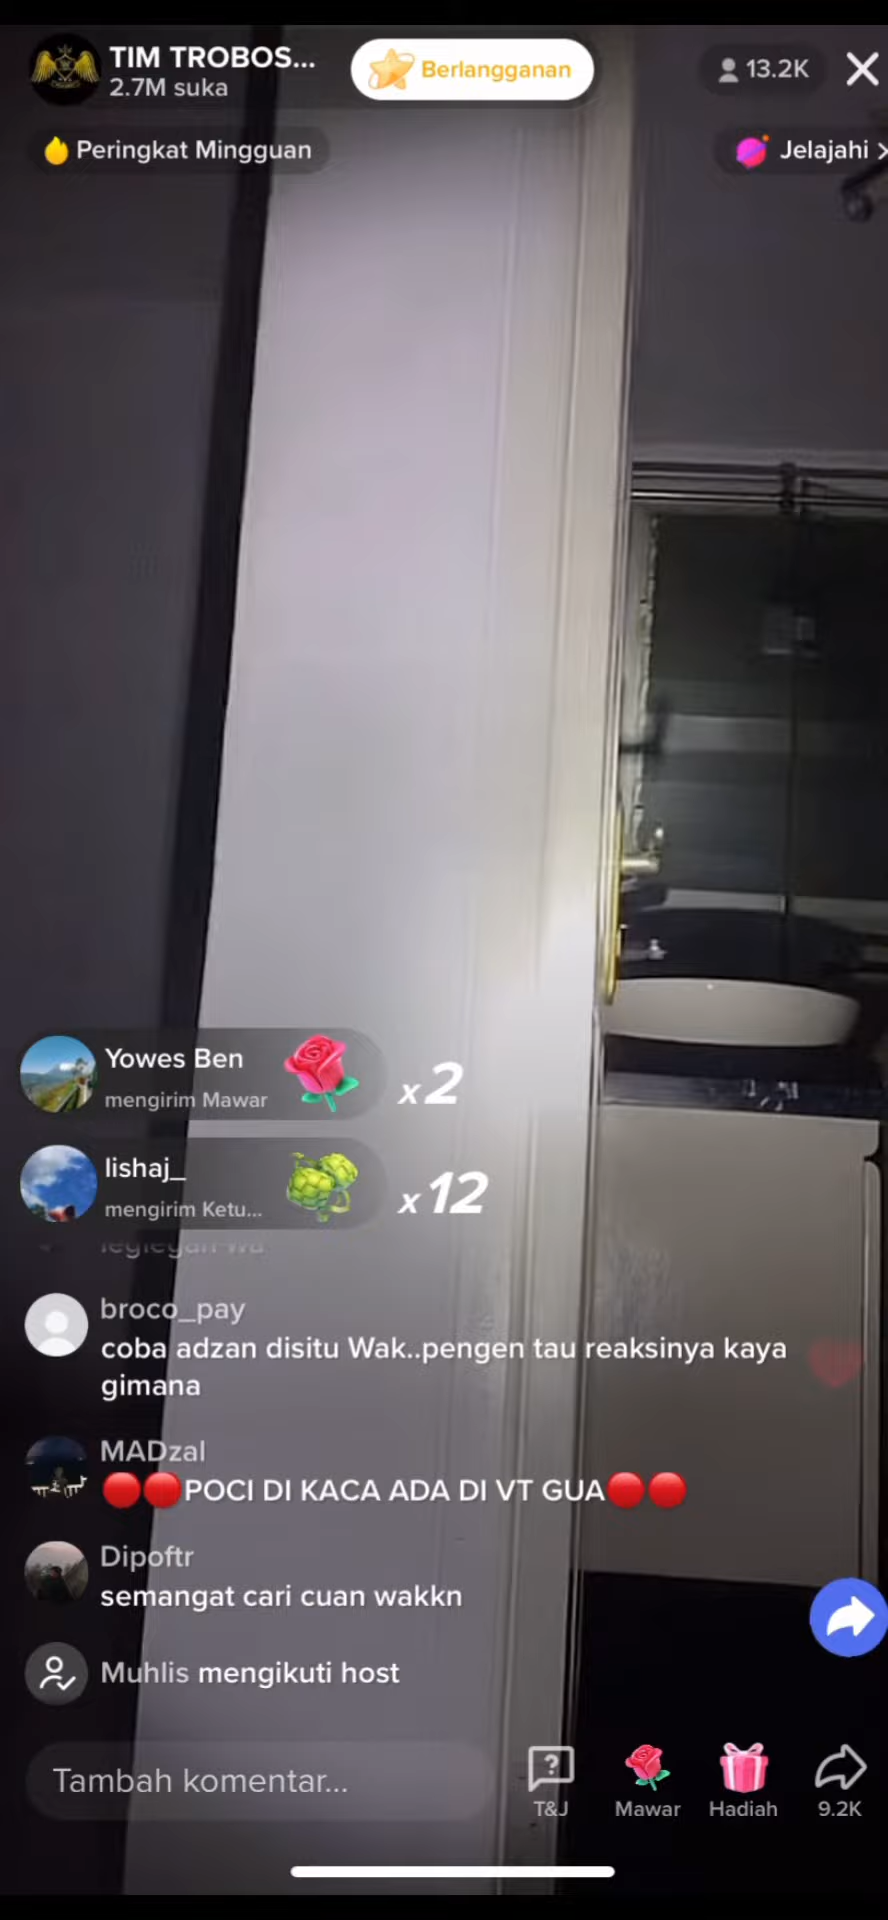 TIM TROBOS...
2.7M suka
Berlangganan
13.2K
Peringkat Mingguan
Jelajahi
Yowes Ben
mengirim Mawar
x2
lishaj_
mengirim Ketu...
x12
broco_pay
coba adzan disitu Wak..pengen tau reaksinya kaya
gimana
MADzal
🔴🔴POCI DI KACA ADA DI VT GUA🔴🔴
Dipoftr
semangat cari cuan wakkn
Muhlis mengikuti host
Tambah komentar...
T&J
Mawar
Hadiah
9.2K